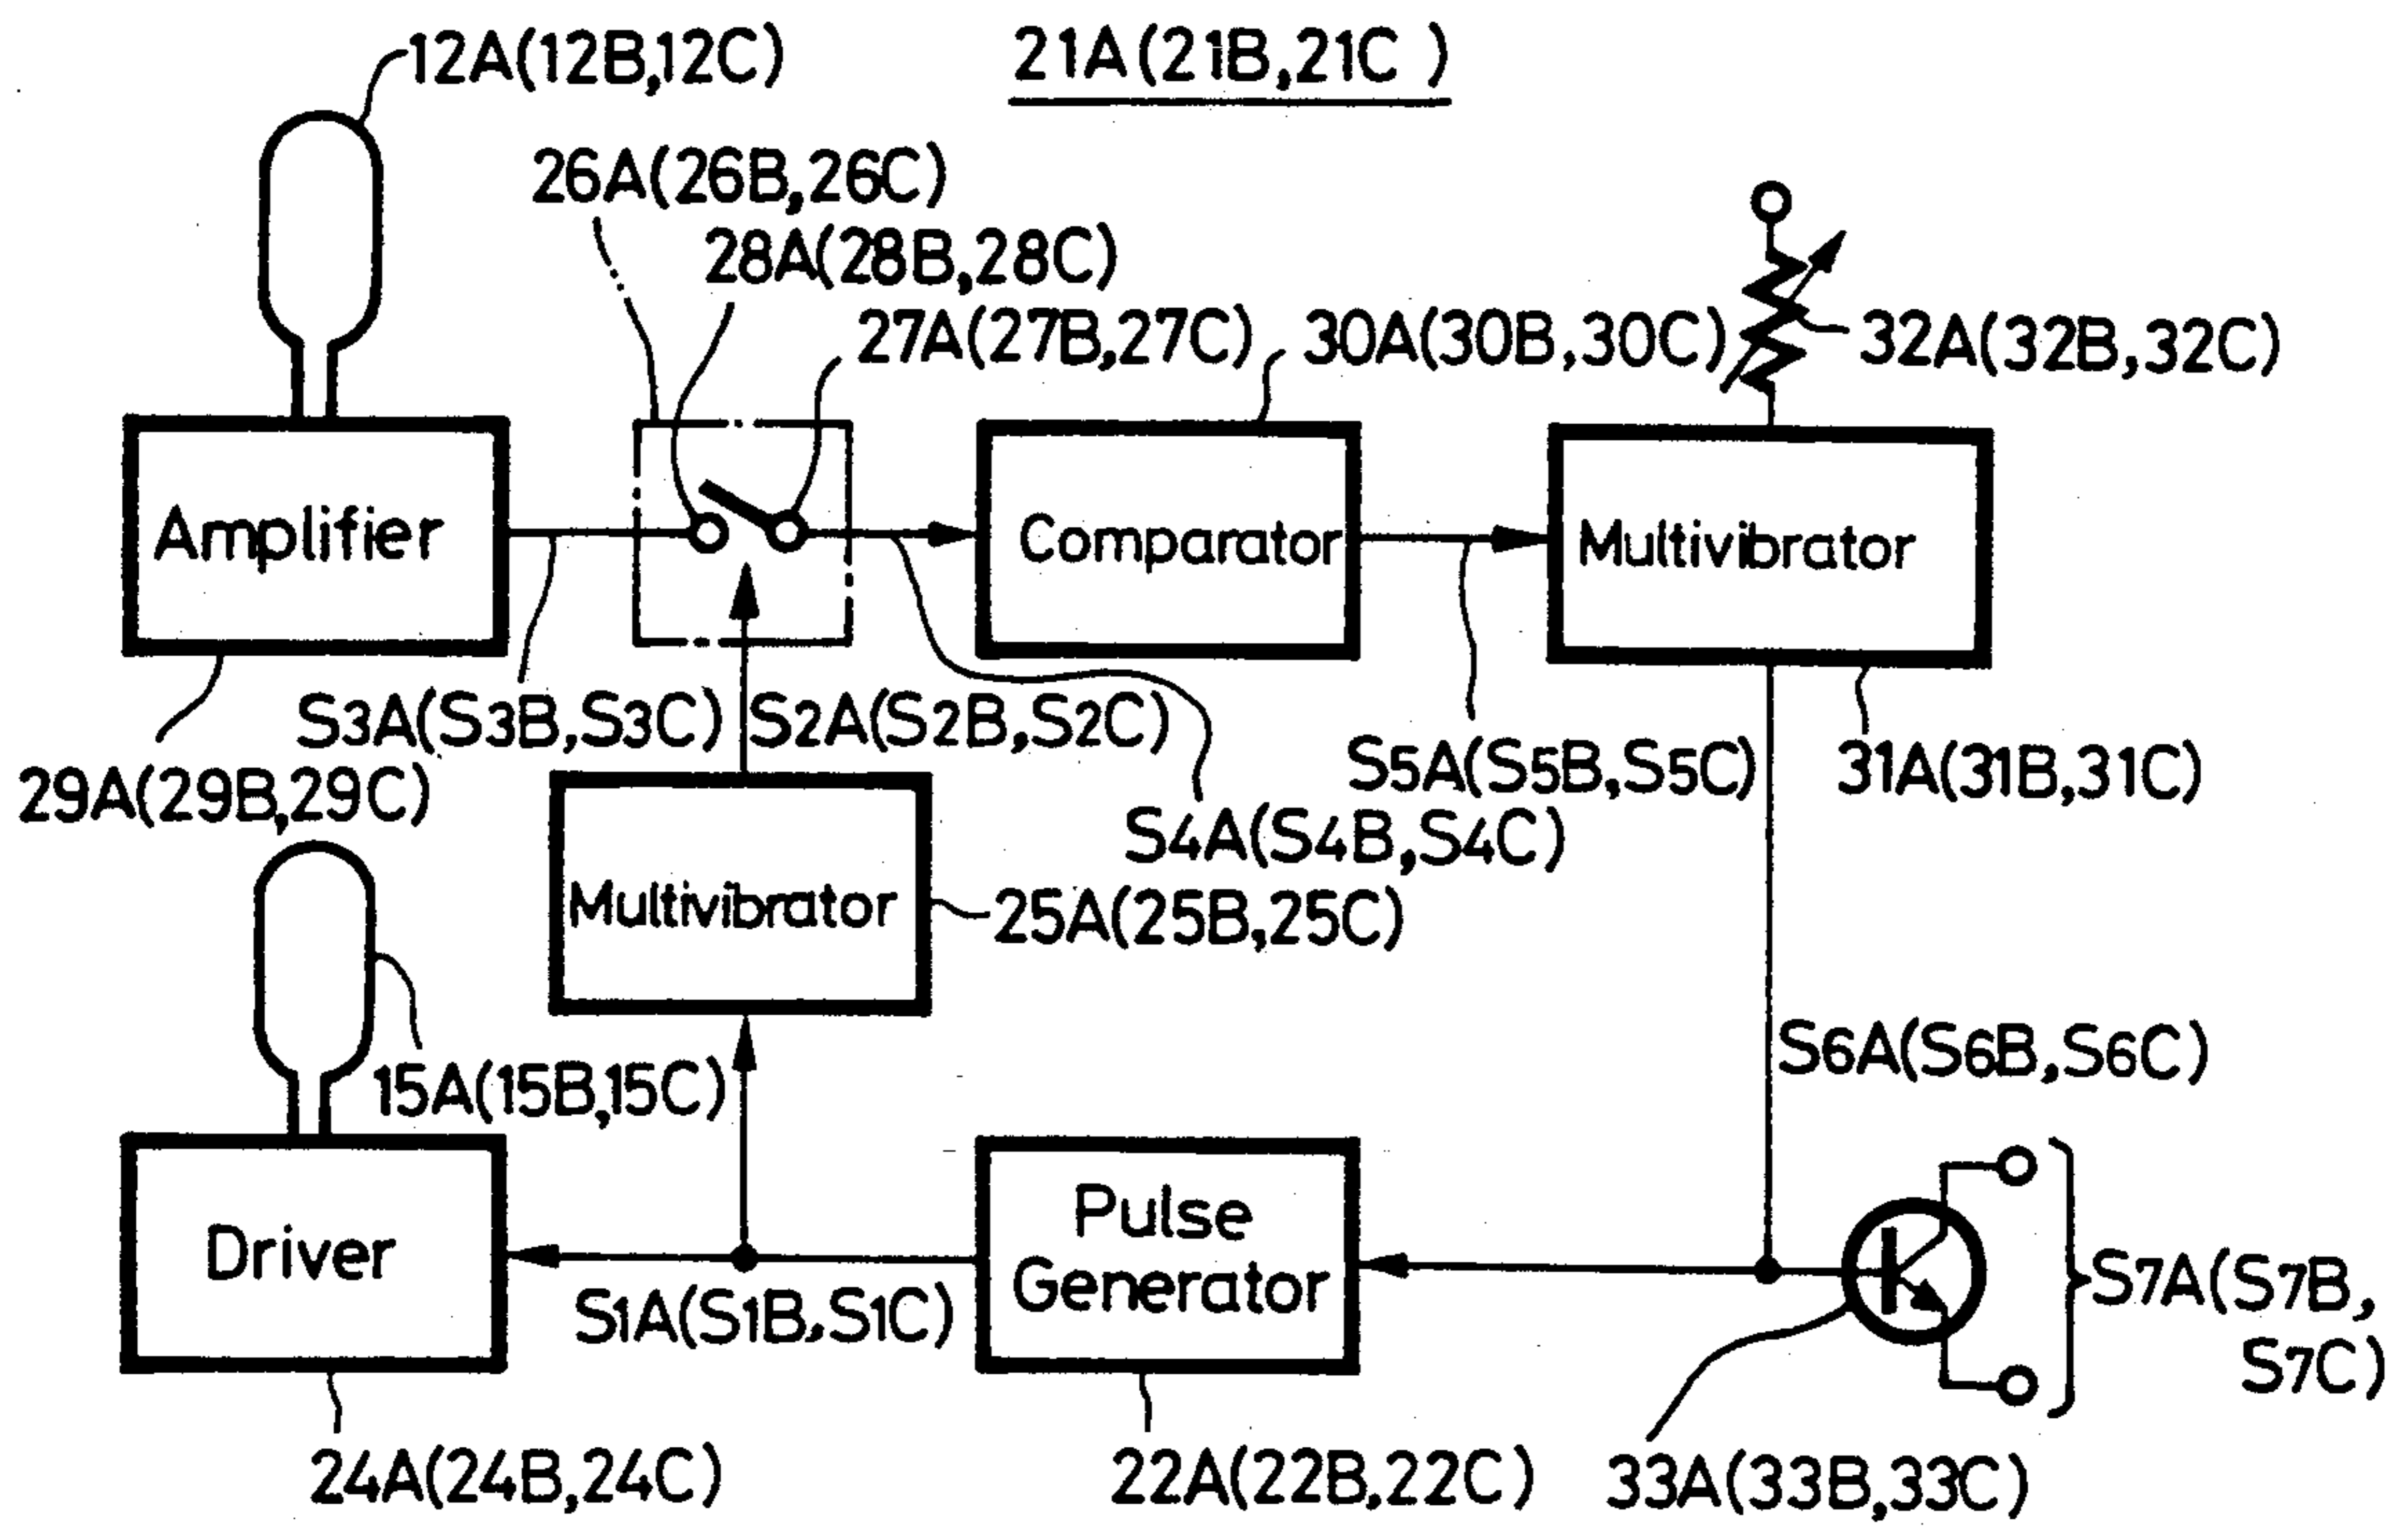 12A(12B,12C)
21A(21B,21C )
26A(26B,26C)
28A(28B,28C)
27A(27B,27C)
30A(30B,30C)
32A(32B,32C)
Amplifier
Comparator
Multivibrator
S3A(S3B,S3C)
S2A(S2B,S2C)
29A(29B,29C)
S5A(S5B,S5C)
31A(31B,31C)
S4A(S4B,S4C)
Multivibrator
25A(25B,25C)
15A(15B,15C)
S6A(S6B,S6C)
Driver
Pulse
Generator
S1A(S1B,S1C)
S7A(S7B,
S7C)
24A(24B,24C)
22A(22B,22C)
33A(33B,33C)